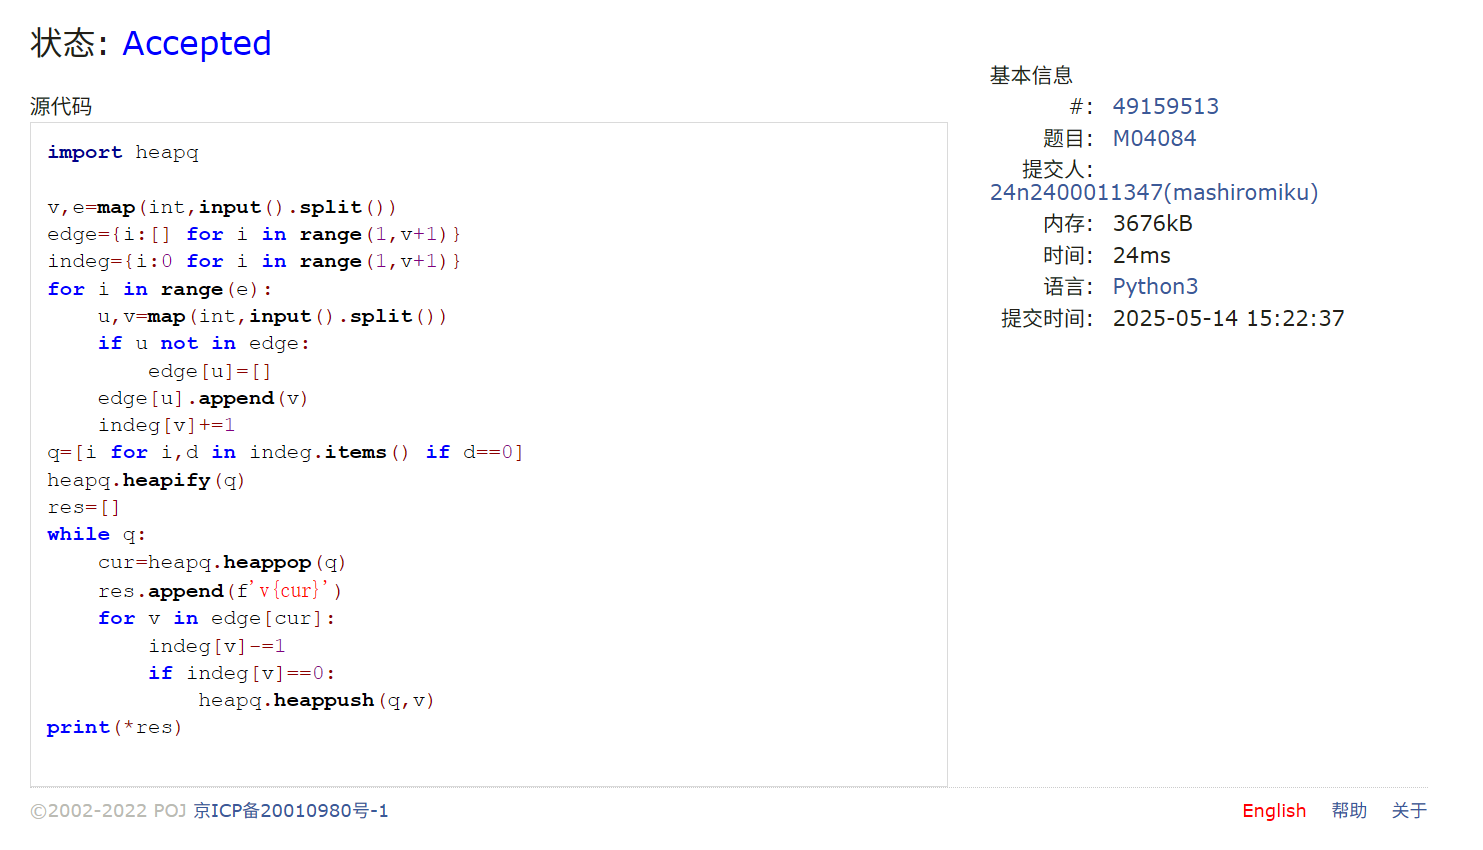 状态: Accepted
源代码
import heapq

v,e=map(int,input().split())
edge={i:[] for i in range(1,v+1)}
indeg={i:0 for i in range(1,v+1)}
for i in range(e):
    u,v=map(int,input().split())
    if u not in edge:
        edge[u]=[]
    edge[u].append(v)
    indeg[v]+=1
q=[i for i,d in indeg.items() if d==0]
heapq.heapify(q)
res=[]
while q:
    cur=heapq.heappop(q)
    res.append(f'v{cur}')
    for v in edge[cur]:
        indeg[v]-=1
        if indeg[v]==0:
            heapq.heappush(q,v)
print(*res)
基本信息
#: 49159513
题目: M04084
提交人:
24n2400011347(mashiromiku)
内存: 3676kB
时间: 24ms
语言: Python3
提交时间: 2025-05-14 15:22:37
©2002-2022 POJ 京ICP备20010980号-1
English 帮助 关于